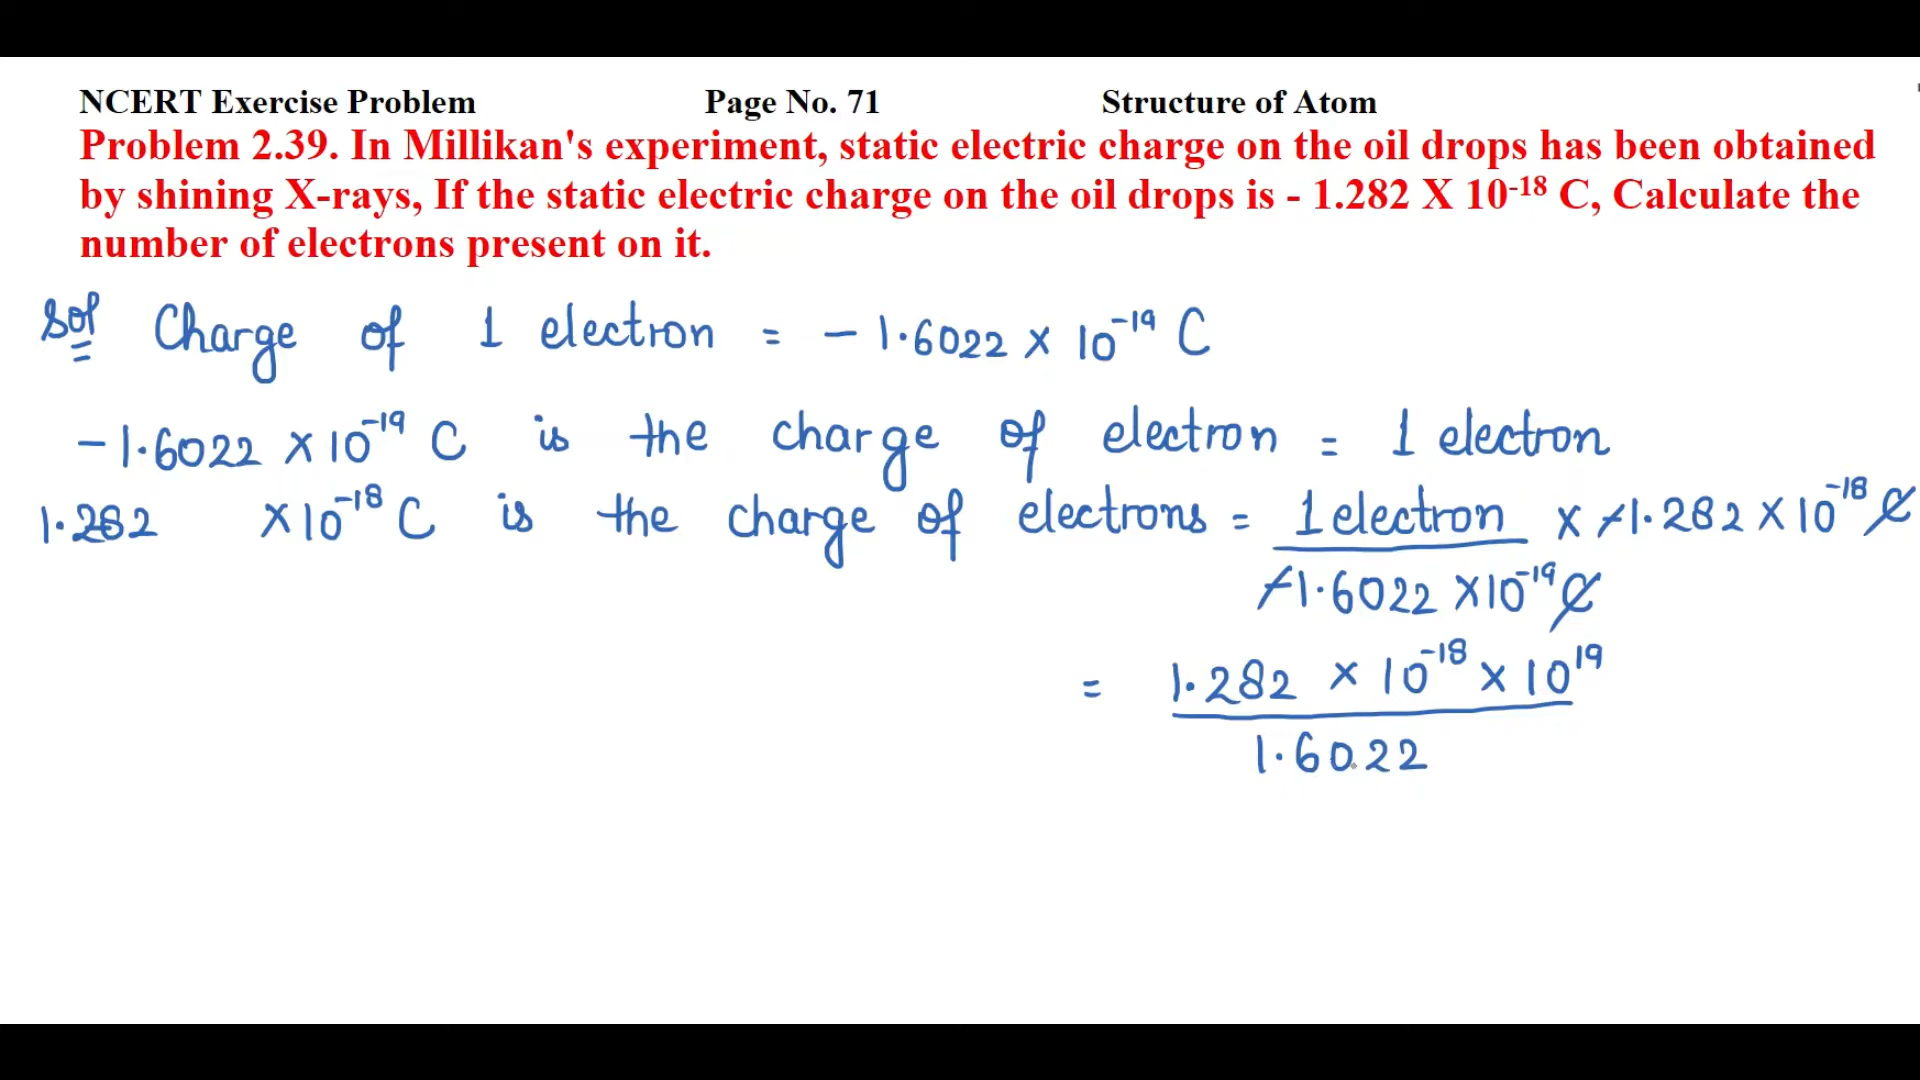 NCERT Exercise Problem Page No. 71 Structure of Atom
Problem 2.39. In Millikan's experiment, static electric charge on the oil drops has been obtained
by shining X-rays, If the static electric charge on the oil drops is - 1.282 X 10⁻¹⁸ C, Calculate the
number of electrons present on it.
Sol Charge of 1 electron = - 1.6022 × 10⁻¹⁹ C
- 1.6022 × 10⁻¹⁹ C is the charge of electron = 1 electron
1.282 × 10⁻¹⁸ C is the charge of electrons = 1 electron × -1.282 × 10⁻¹⁸ C
-1.6022 × 10⁻¹⁹ C
= 1.282 × 10⁻¹⁸ × 10¹⁹
1.6022